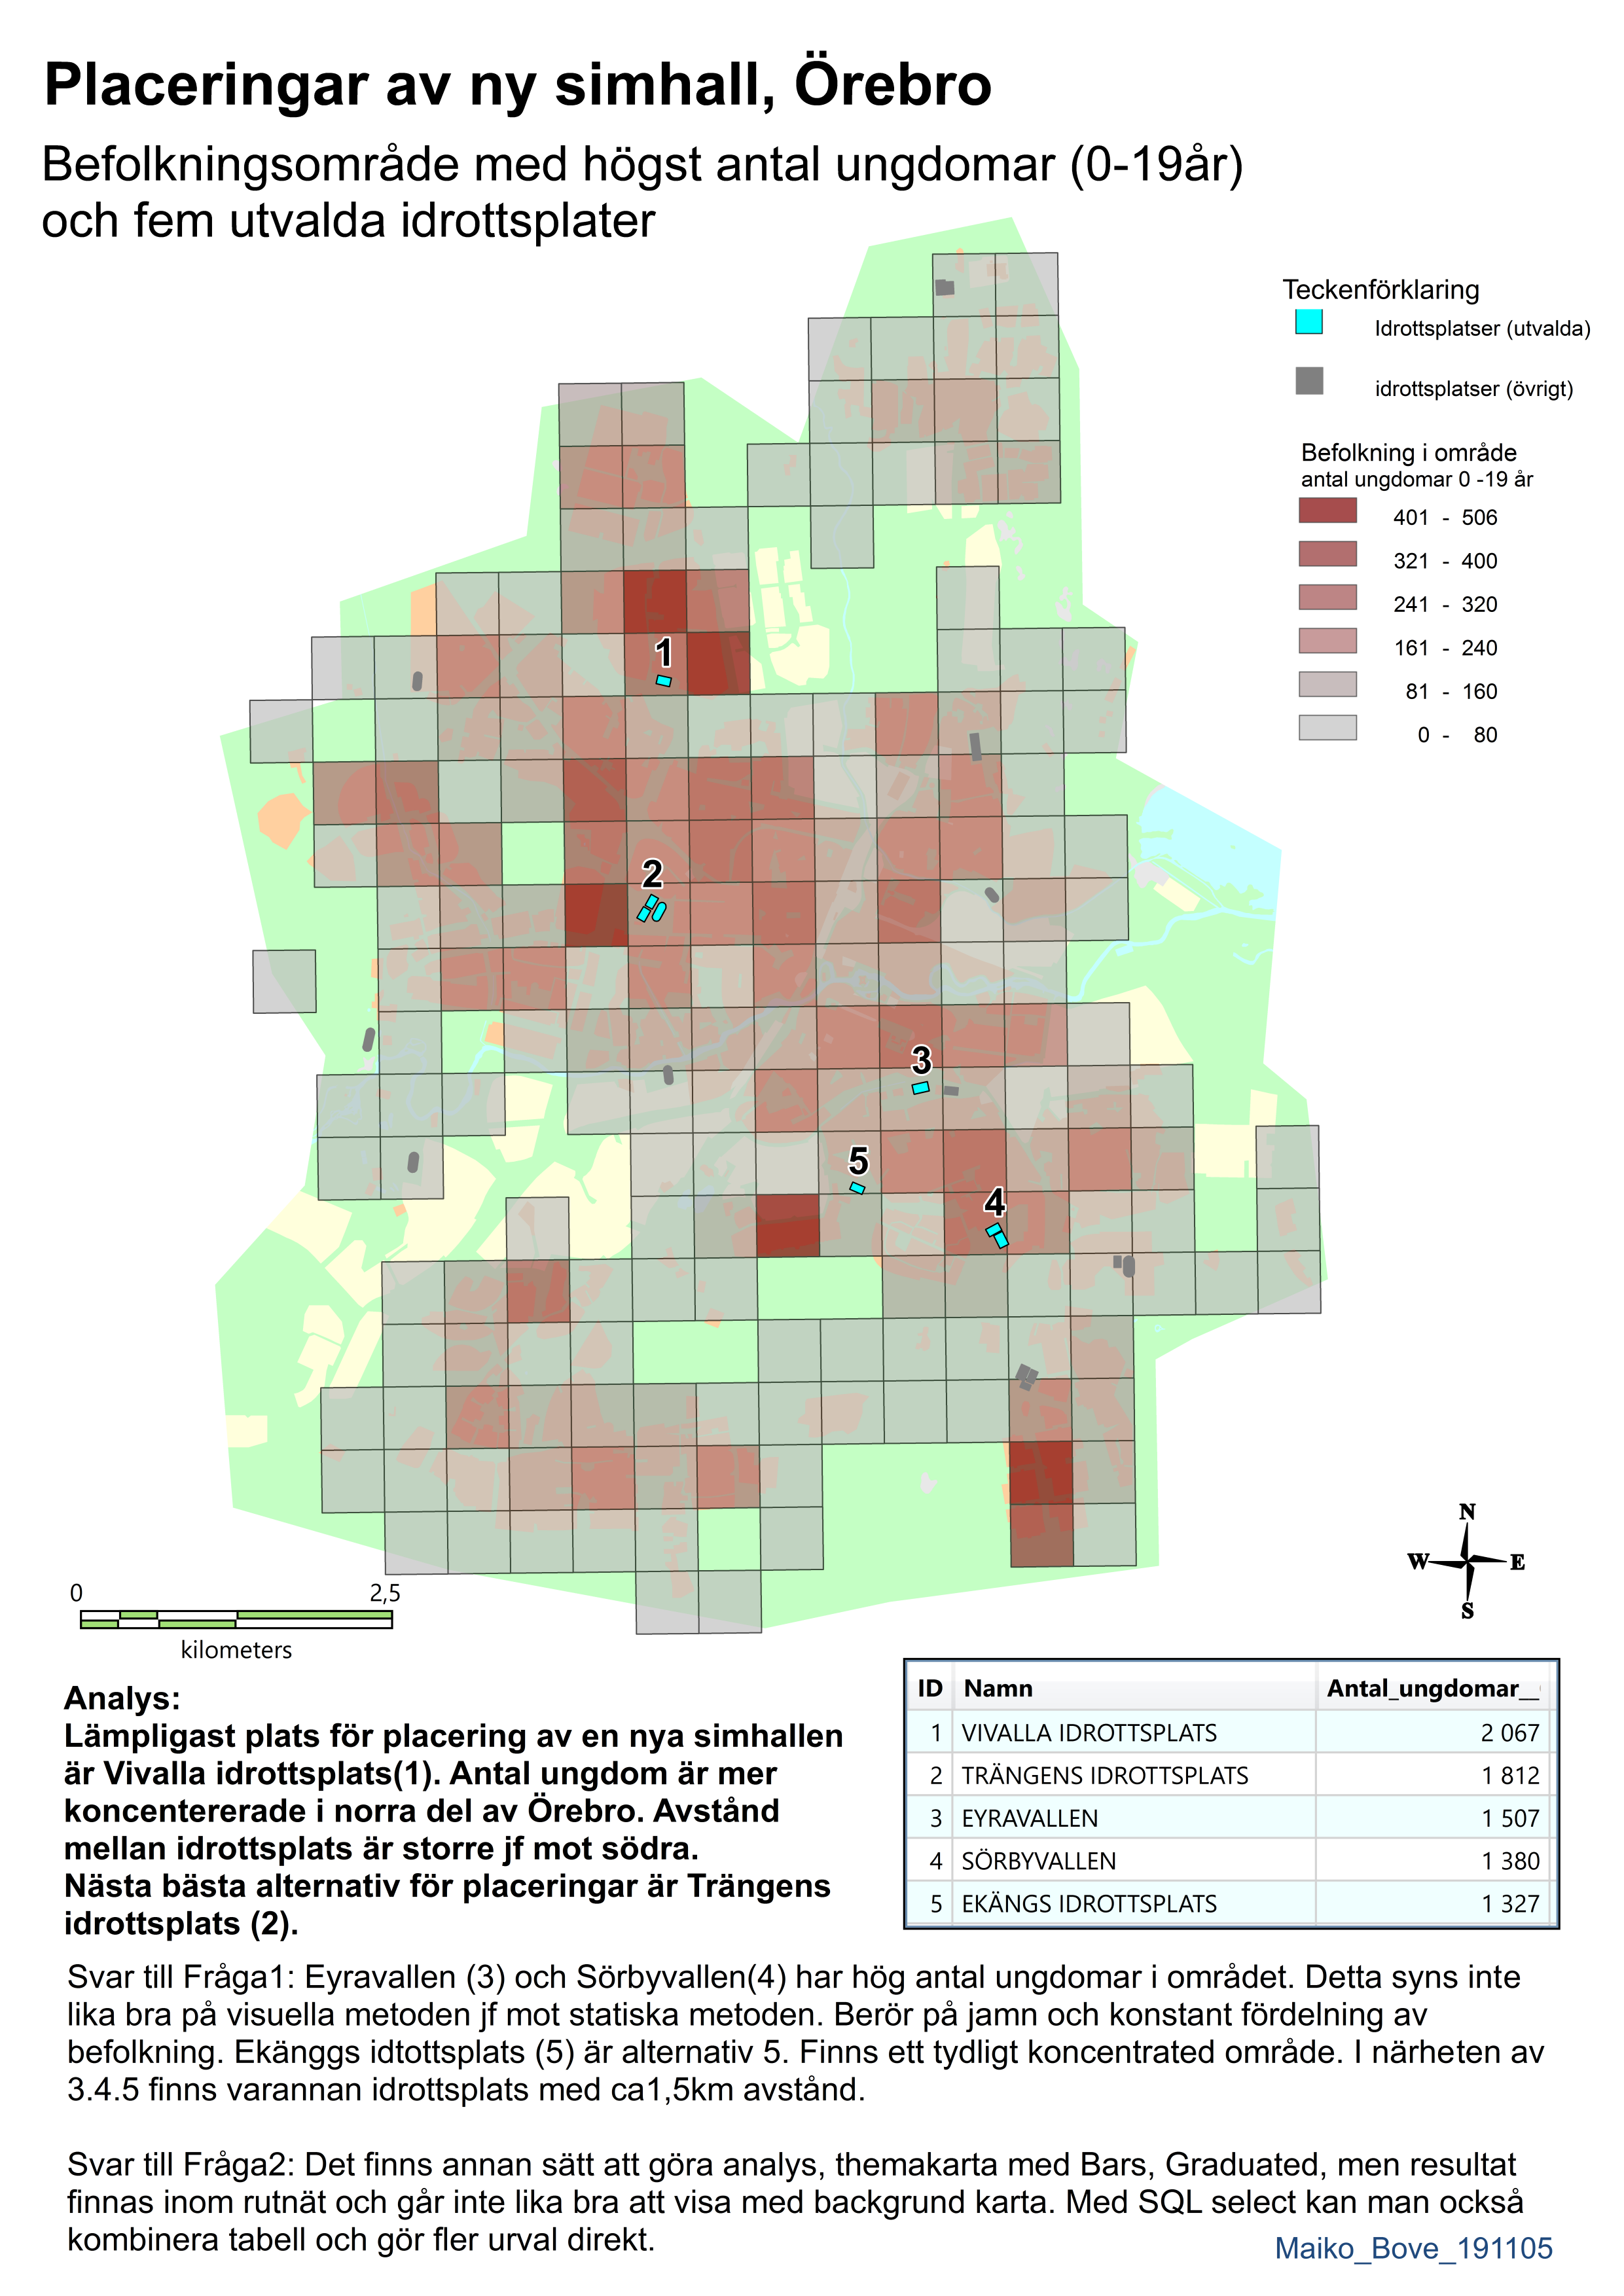 Placeringar av ny simhall, Örebro
Befolkningsområde med högst antal ungdomar (0-19år)
och fem utvalda idrottsplater
Teckenförklaring
Idrottsplatser (utvalda)
idrottsplatser (övrigt)
Befolkning i område
antal ungdomar 0 -19 år
401 - 506
321 - 400
241 - 320
161 - 240
81 - 160
0 - 80
1
2
3
5
4
N
W E
S
0 2,5
kilometers
Analys:
Lämpligast plats för placering av en nya simhallen
är Vivalla idrottsplats(1). Antal ungdom är mer
koncentererade i norra del av Örebro. Avstånd
mellan idrottsplats är storre jf mot södra.
Nästa bästa alternativ för placeringar är Trängens
idrottsplats (2).
ID Namn Antal_ungdomar__
1 VIVALLA IDROTTSPLATS 2 067
2 TRÄNGENS IDROTTSPLATS 1 812
3 EYRAVALLEN 1 507
4 SÖRBYVALLEN 1 380
5 EKÄNGS IDROTTSPLATS 1 327
Svar till Fråga1: Eyravallen (3) och Sörbyvallen(4) har hög antal ungdomar i området. Detta syns inte
lika bra på visuella metoden jf mot statiska metoden. Berör på jamn och konstant fördelning av
befolkning. Ekänggs idtottsplats (5) är alternativ 5. Finns ett tydligt koncentrated område. I närheten av
3.4.5 finns varannan idrottsplats med ca1,5km avstånd.
Svar till Fråga2: Det finns annan sätt att göra analys, themakarta med Bars, Graduated, men resultat
finnas inom rutnät och går inte lika bra att visa med backgrund karta. Med SQL select kan man också
kombinera tabell och gör fler urval direkt.
Maiko_Bove_191105